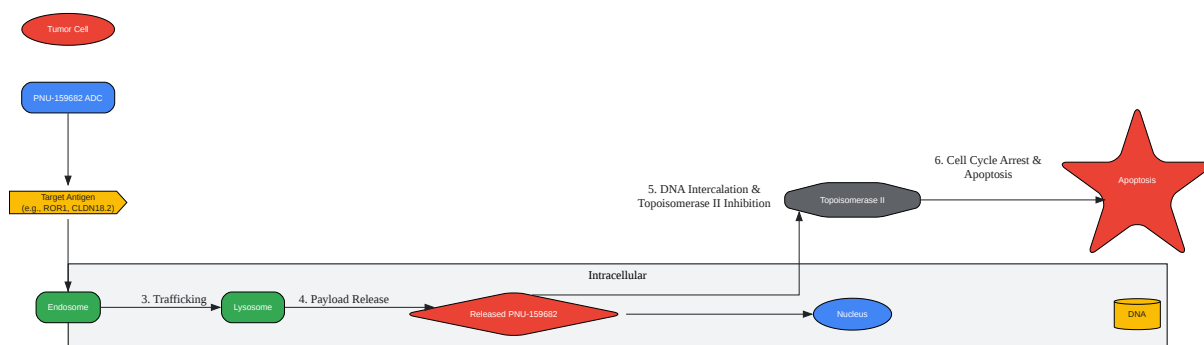 Tumor Cell
PNU-159682 ADC
Target Antigen
(e.g., ROR1, CLDN18.2)
6. Cell Cycle Arrest &
Apoptosis
Apoptosis
5. DNA Intercalation &
Topoisomerase II Inhibition
Topoisomerase II
Intracellular
Endosome
3. Trafficking
Lysosome
4. Payload Release
Released PNU-159682
Nucleus
DNA